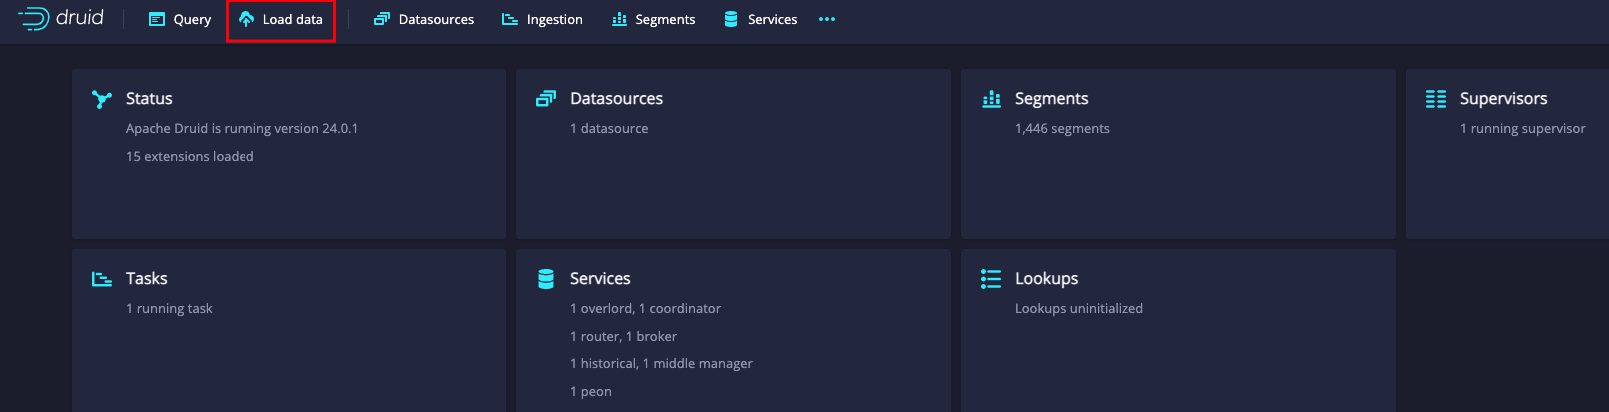 druid Query Load data Datasources Ingestion Segments Services
Status
Apache Druid is running version 24.0.1
15 extensions loaded
Datasources
1 datasource
Segments
1,446 segments
Supervisors
1 running supervisor
Tasks
1 running task
Services
1 overlord, 1 coordinator
1 router, 1 broker
1 historical, 1 middle manager
1 peon
Lookups
Lookups uninitialized